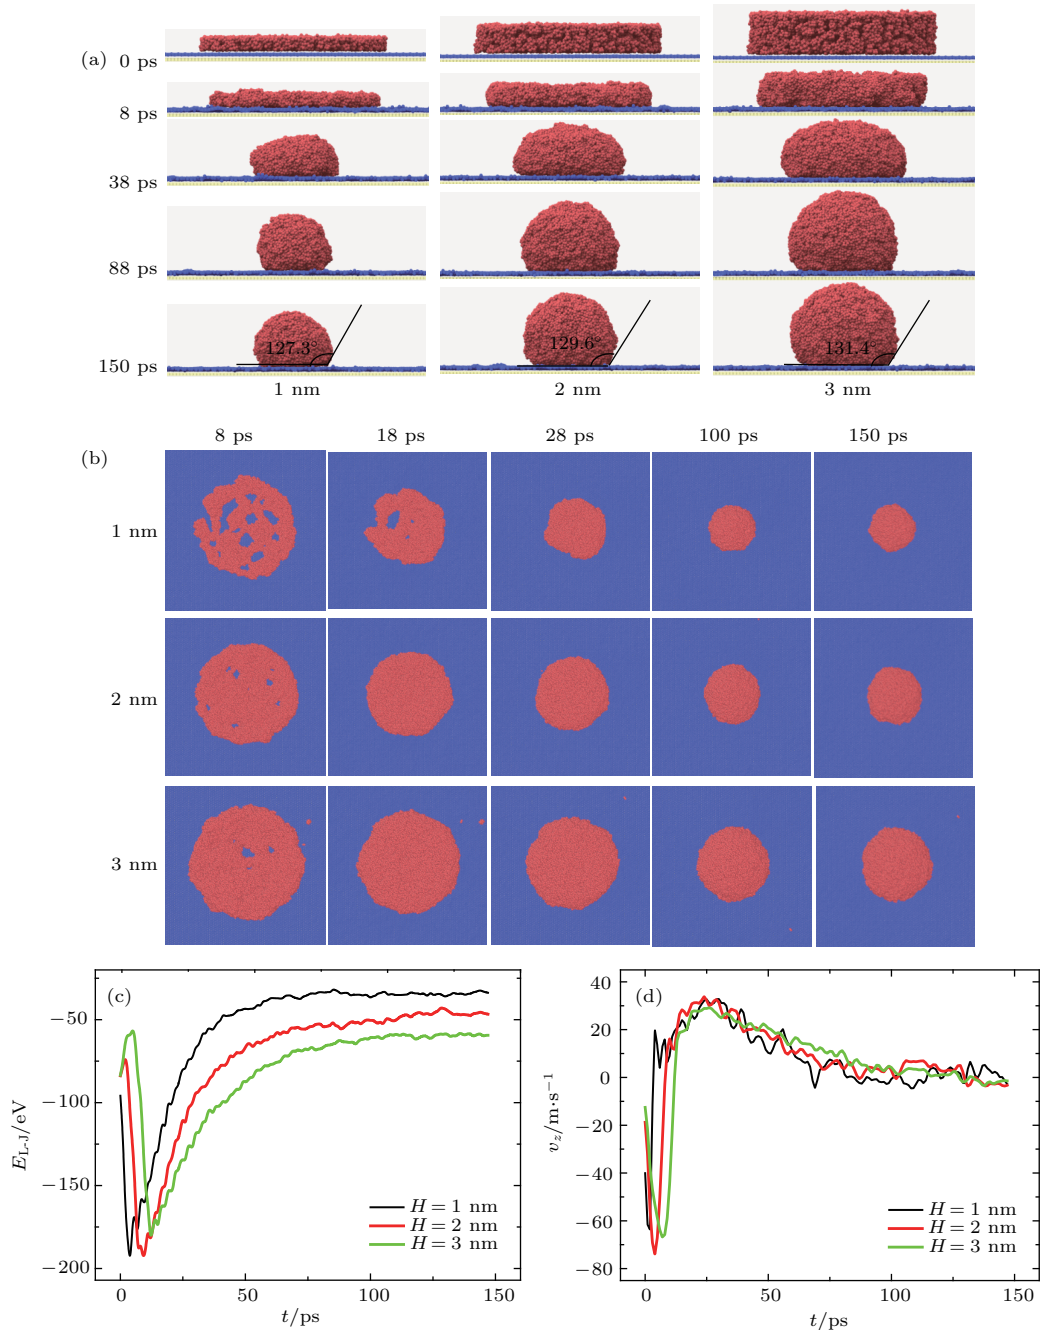 (a)
0 ps
8 ps
38 ps
88 ps
150 ps
127.3°
129.6°
131.4°
1 nm
2 nm
3 nm
(b)
8 ps
18 ps
28 ps
100 ps
150 ps
1 nm
2 nm
3 nm
(c)
−50
−100
−150
−200
E_L-J/eV
0
50
100
150
t/ps
H = 1 nm
H = 2 nm
H = 3 nm
(d)
40
20
0
−20
−40
−60
−80
v_z/m·s⁻¹
0
50
100
150
t/ps
H = 1 nm
H = 2 nm
H = 3 nm